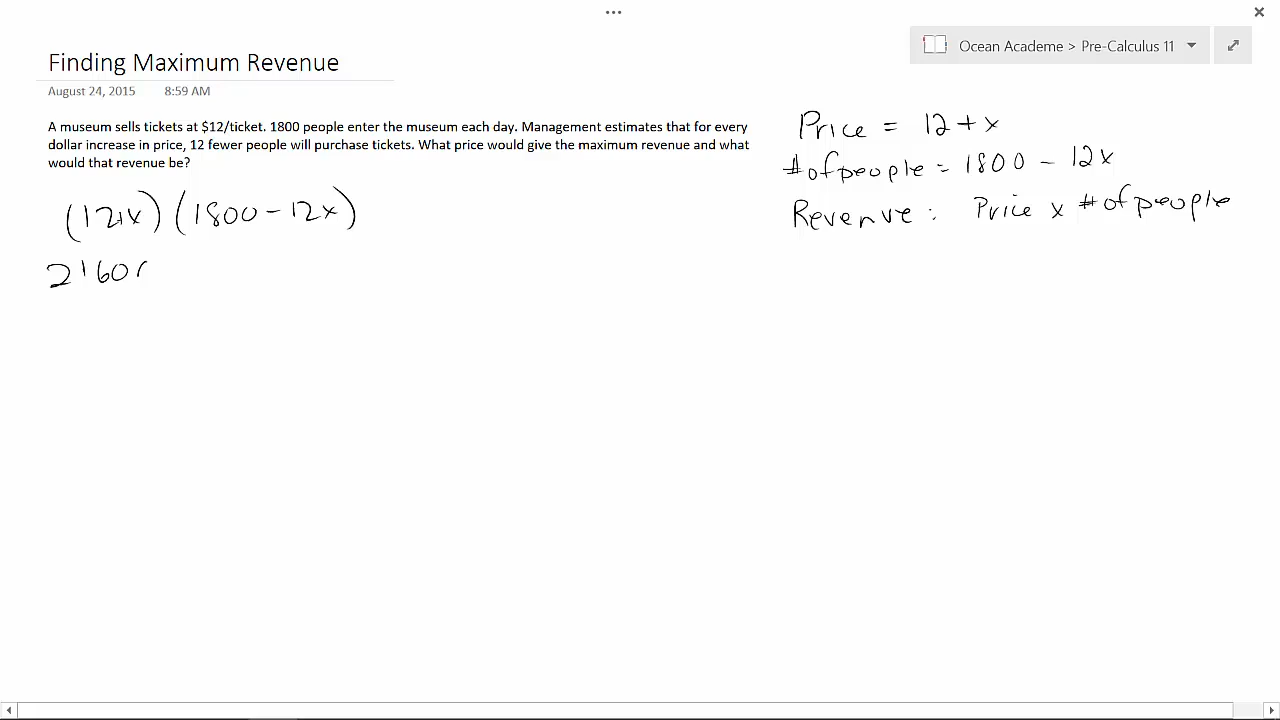 Finding Maximum Revenue
August 24, 2015 8:59 AM
Ocean Academe > Pre-Calculus 11
A museum sells tickets at $12/ticket. 1800 people enter the museum each day. Management estimates that for every
dollar increase in price, 12 fewer people will purchase tickets. What price would give the maximum revenue and what
would that revenue be?
Price = 12 + x
# of people = 1800 - 12x
Revenue : Price x # of people
(12+x) (1800 - 12x)
2160